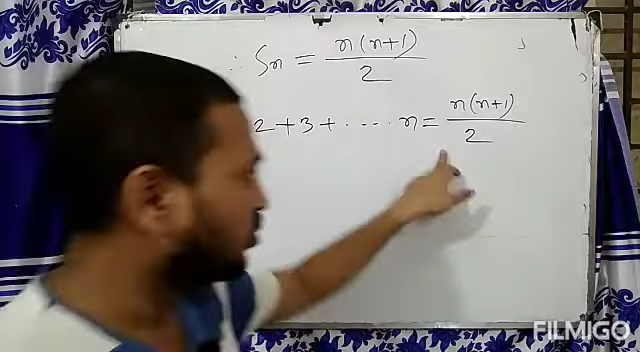 ∴ Sn = n(n+1)/2
2 + 3 + ..... n = n(n+1)/2
FILMIGO